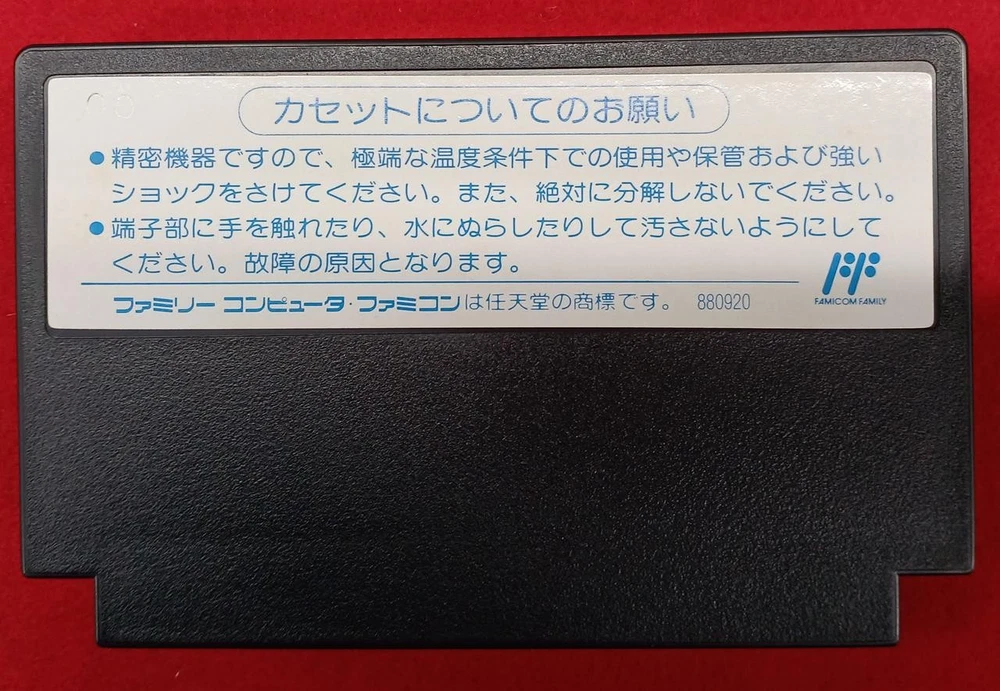 カセットについてのお願い
●精密機器ですので、極端な温度条件下での使用や保管および強い
ショックをさけてください。また、絶対に分解しないでください。
●端子部に手を触れたり、水にぬらしたりして汚さないようにして
ください。故障の原因となります。
FAMICOM FAMILY
ファミリー コンピュータ・ファミコンは任天堂の商標です。 880920